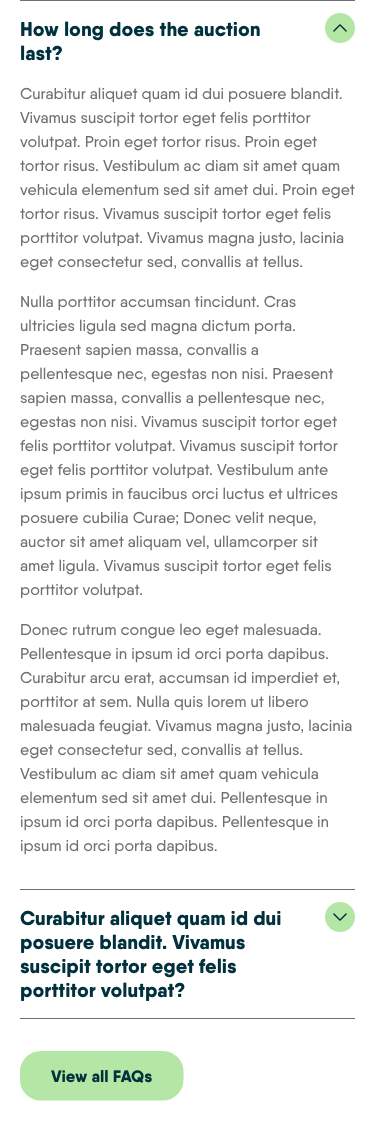 How long does the auction
last?
Curabitur aliquet quam id dui posuere blandit.
Vivamus suscipit tortor eget felis porttitor
volutpat. Proin eget tortor risus. Proin eget
tortor risus. Vestibulum ac diam sit amet quam
vehicula elementum sed sit amet dui. Proin eget
tortor risus. Vivamus suscipit tortor eget felis
porttitor volutpat. Vivamus magna justo, lacinia
eget consectetur sed, convallis at tellus.
Nulla porttitor accumsan tincidunt. Cras
ultricies ligula sed magna dictum porta.
Praesent sapien massa, convallis a
pellentesque nec, egestas non nisi. Praesent
sapien massa, convallis a pellentesque nec,
egestas non nisi. Vivamus suscipit tortor eget
felis porttitor volutpat. Vivamus suscipit tortor
eget felis porttitor volutpat. Vestibulum ante
ipsum primis in faucibus orci luctus et ultrices
posuere cubilia Curae; Donec velit neque,
auctor sit amet aliquam vel, ullamcorper sit
amet ligula. Vivamus suscipit tortor eget felis
porttitor volutpat.
Donec rutrum congue leo eget malesuada.
Pellentesque in ipsum id orci porta dapibus.
Curabitur arcu erat, accumsan id imperdiet et,
porttitor at sem. Nulla quis lorem ut libero
malesuada feugiat. Vivamus magna justo, lacinia
eget consectetur sed, convallis at tellus.
Vestibulum ac diam sit amet quam vehicula
elementum sed sit amet dui. Pellentesque in
ipsum id orci porta dapibus. Pellentesque in
ipsum id orci porta dapibus.
Curabitur aliquet quam id dui
posuere blandit. Vivamus
suscipit tortor eget felis
porttitor volutpat?
View all FAQs